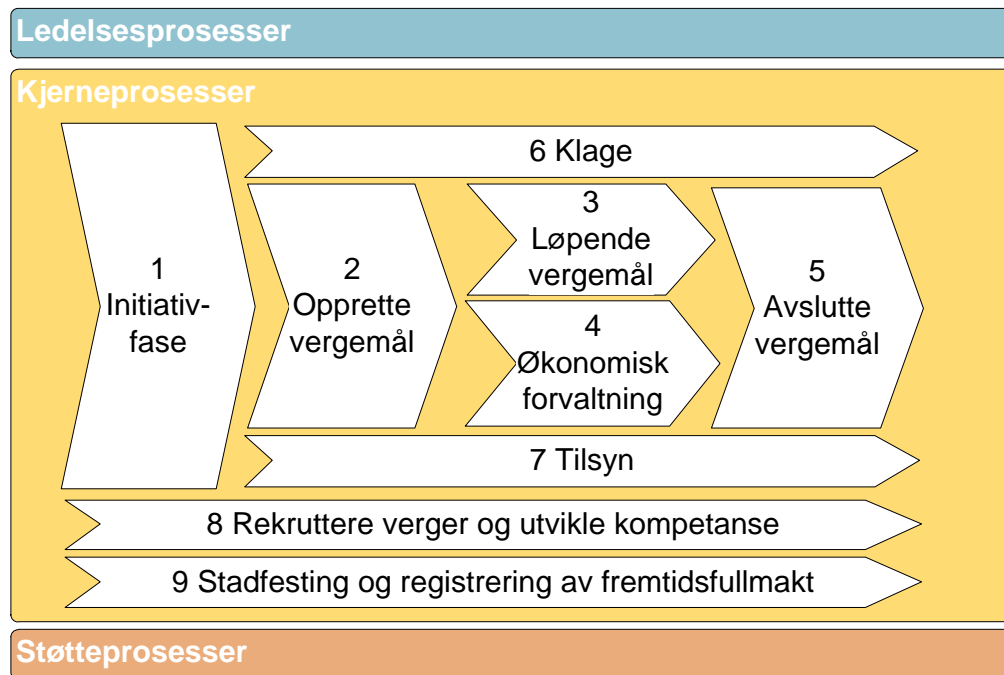 Ledelsesprosesser
Kjerneprosesser
6 Klage
1
Initiativ-
fase
2
Opprette
vergemål
3
Løpende
vergemål
4
Økonomisk
forvaltning
5
Avslutte
vergemål
7 Tilsyn
8 Rekruttere verger og utvikle kompetanse
9 Stadfesting og registrering av fremtidsfullmakt
Støtteprosesser